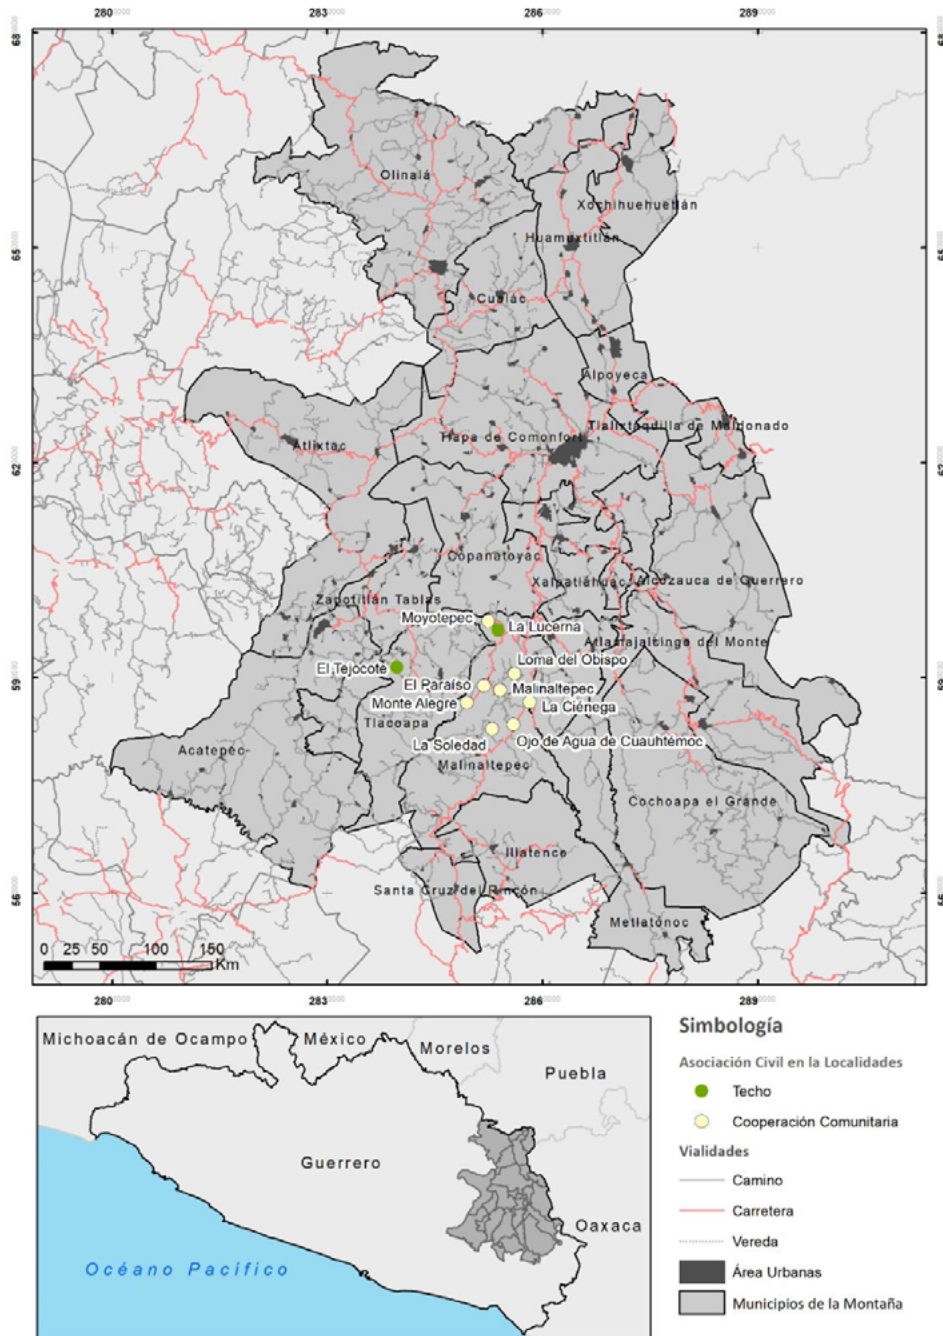 280 283 286 289
Olinalá
Xochihuehuetlán
Huamuxtitlán
65
Cualác
Alpoyeca
Tlalixtaquilla de Maldonado
Tlapa de Comonfort
Atlixtac
62
Copanatoyac
Xalpatláhuac
Alcozauca de Guerrero
Zapotitlán Tablas
Moyotepec
La Lucerna
Atlamajalcingo del Monte
Loma del Obispo
El Tejocote
El Paraíso
Malinaltepec
59
Monte Alegre
La Ciénega
Tlacoapa
La Soledad
Ojo de Agua de Cuauhtémoc
Acatepec
Malinaltepec
Cochoapa el Grande
Iliatenco
Santa Cruz del Rincón
Metlatónoc
0 25 50 100 150
Km
280 283 286 289
Michoacán de Ocampo
México
Morelos
Puebla
Guerrero
Oaxaca
Océano Pacífico
Simbología
Asociación Civil en la Localidades
Techo
Cooperación Comunitaria
Vialidades
Camino
Carretera
Vereda
Área Urbanas
Municipios de la Montaña